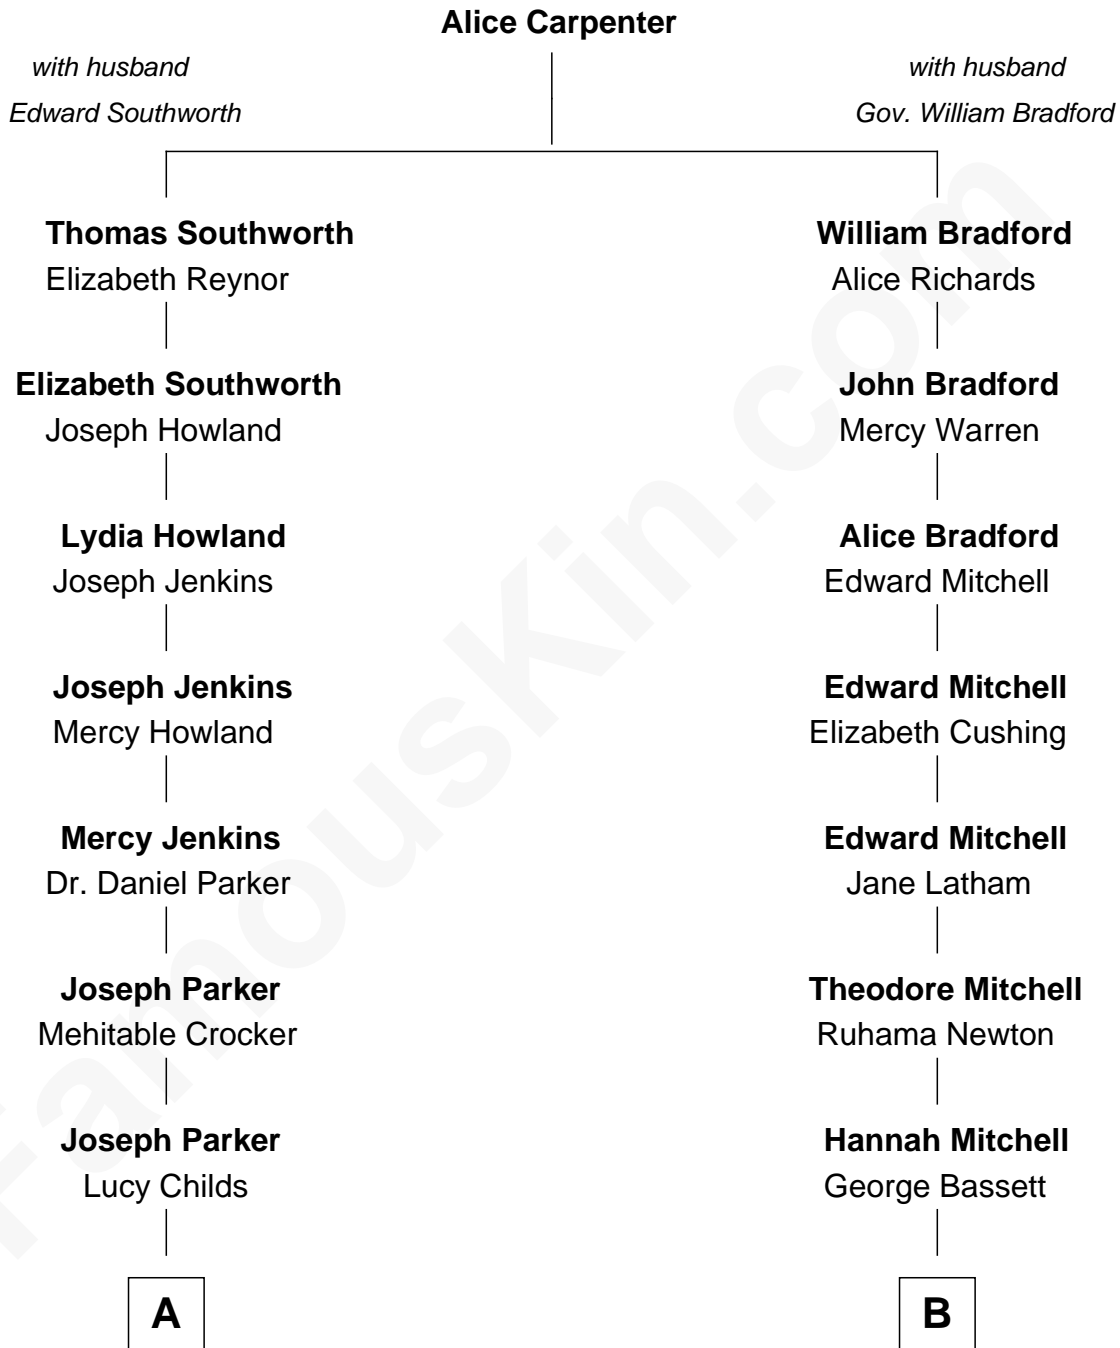 Alice Carpenter
with husband
Edward Southworth
with husband
Gov. William Bradford
Thomas Southworth
Elizabeth Reynor
William Bradford
Alice Richards
Elizabeth Southworth
Joseph Howland
John Bradford
Mercy Warren
Lydia Howland
Joseph Jenkins
Alice Bradford
Edward Mitchell
Joseph Jenkins
Mercy Howland
Edward Mitchell
Elizabeth Cushing
Mercy Jenkins
Dr. Daniel Parker
Edward Mitchell
Jane Latham
Joseph Parker
Mehitable Crocker
Theodore Mitchell
Ruhama Newton
Joseph Parker
Lucy Childs
Hannah Mitchell
George Bassett
A
B
FamousKin.com